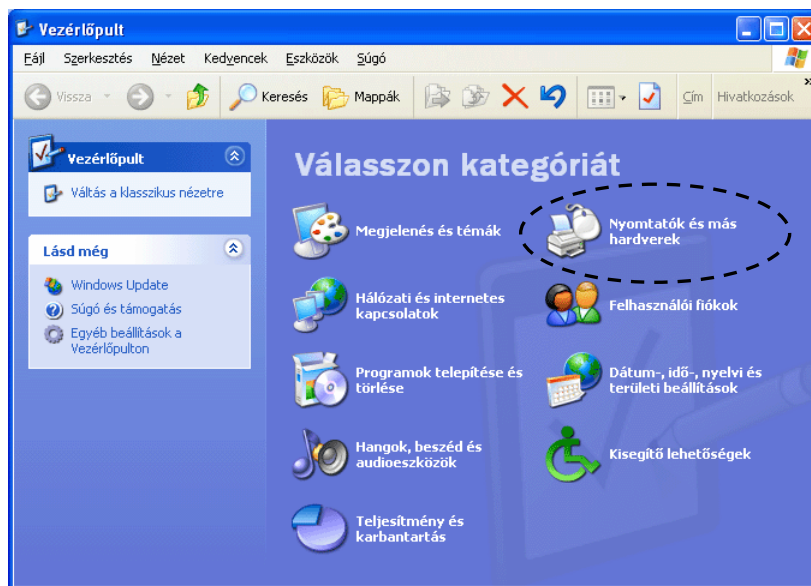 Vezérlőpult
Fájl Szerkesztés Nézet Kedvencek Eszközök Súgó
Vissza Keresés Mappák Cím Hivatkozások »
Vezérlőpult
Váltás a klasszikus nézetre
Lásd még
Windows Update
Súgó és támogatás
Egyéb beállítások a
Vezérlőpulton
Válasszon kategóriát
Megjelenés és témák
Nyomtatók és más
hardverek
Hálózati és internetes
kapcsolatok
Felhasználói fiókok
Programok telepítése és
törlése
Dátum-, idő-, nyelvi és
területi beállítások
Hangok, beszéd és
audioeszközök
Kisegítő lehetőségek
Teljesítmény és
karbantartás